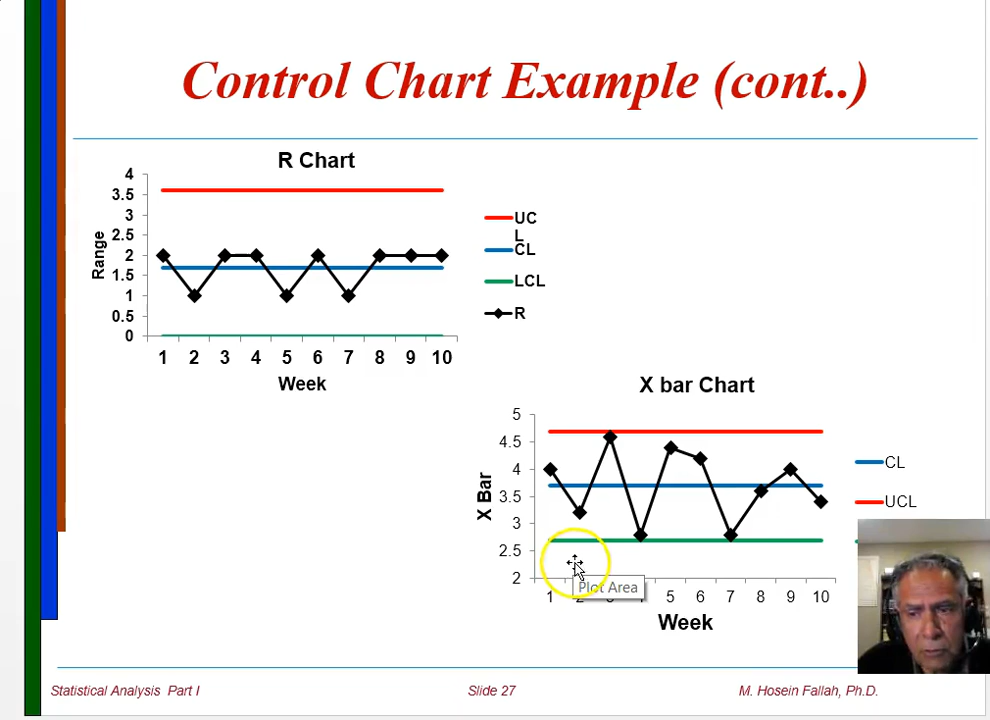 Control Chart Example (cont..)
R Chart
4
3.5
3
2.5
2
1.5
1
0.5
0
Range
1 2 3 4 5 6 7 8 9 10
Week
UC
L
CL
LCL
R
X bar Chart
5
4.5
4
3.5
3
2.5
2
X Bar
1 2 3 4 5 6 7 8 9 10
Plot Area
Week
CL
UCL
Statistical Analysis Part I
Slide 27
M. Hosein Fallah, Ph.D.